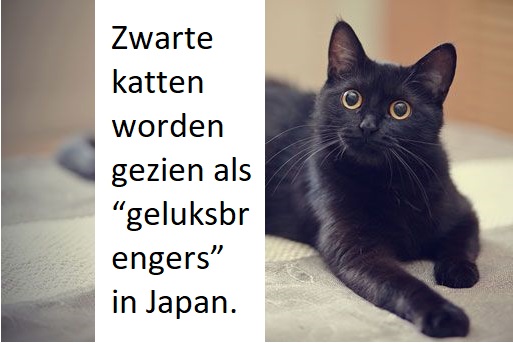 Zwarte
katten
worden
gezien als
“geluksbr
engers”
in Japan.